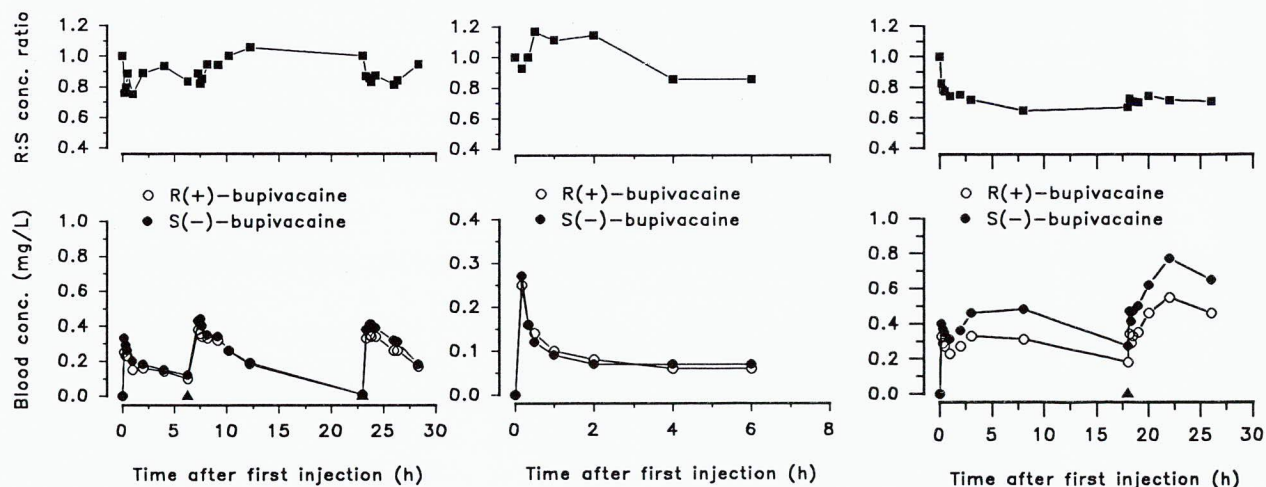 R:S conc. ratio
1.2
1.0
0.8
0.6
0.4
1.2
1.0
0.8
0.6
0.4
1.2
1.0
0.8
0.6
0.4
Blood conc. (mg/L)
R(+)-bupivacaine
S(-)-bupivacaine
1.0
0.8
0.6
0.4
0.2
0.0
0 5 10 15 20 25 30
Time after first injection (h)
R(+)-bupivacaine
S(-)-bupivacaine
0.4
0.3
0.2
0.1
0.0
0 2 4 6 8
Time after first injection (h)
R(+)-bupivacaine
S(-)-bupivacaine
1.0
0.8
0.6
0.4
0.2
0.0
0 5 10 15 20 25 30
Time after first injection (h)